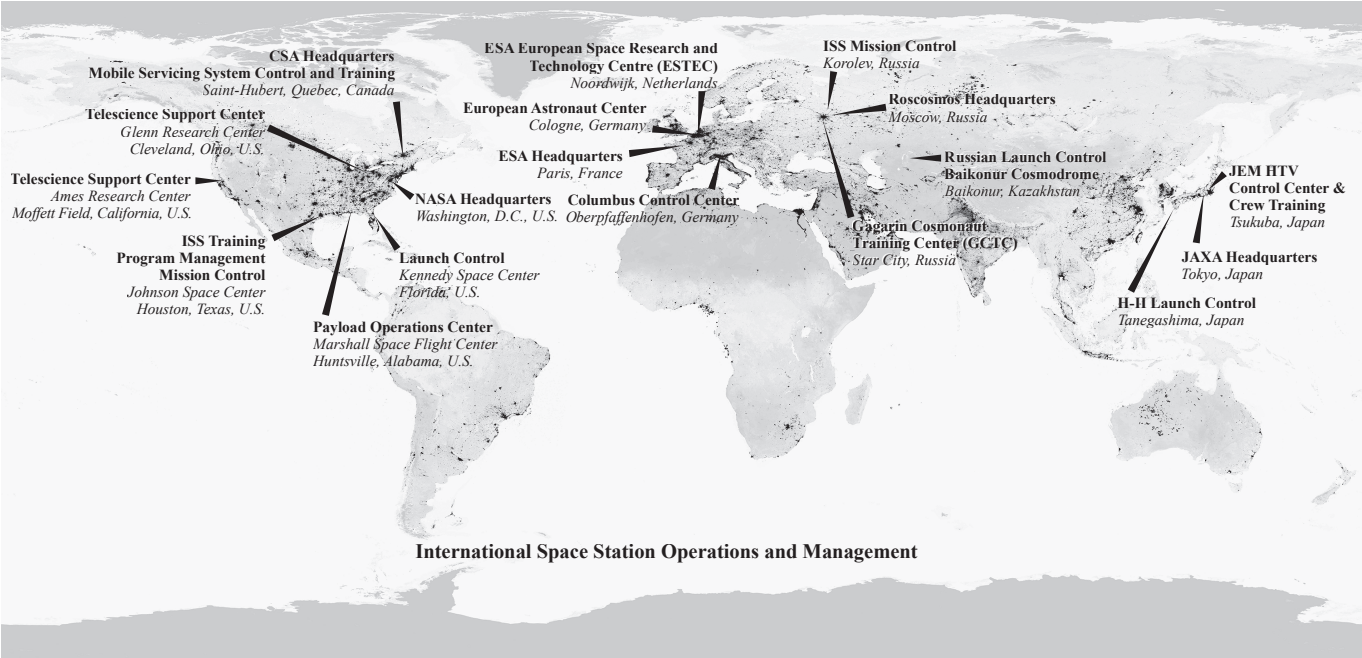 CSA Headquarters
Mobile Servicing System Control and Training
Saint-Hubert, Quebec, Canada
Telescience Support Center
Glenn Research Center
Cleveland, Ohio, U.S.
Telescience Support Center
Ames Research Center
Moffett Field, California, U.S.
ISS Training
Program Management
Mission Control
Johnson Space Center
Houston, Texas, U.S.
Payload Operations Center
Marshall Space Flight Center
Huntsville, Alabama, U.S.
Launch Control
Kennedy Space Center
Florida, U.S.
NASA Headquarters
Washington, D.C., U.S.
ESA European Space Research and
Technology Centre (ESTEC)
Noordwijk, Netherlands
European Astronaut Center
Cologne, Germany
ESA Headquarters
Paris, France
Columbus Control Center
Oberpfaffenhofen, Germany
ISS Mission Control
Korolev, Russia
Roscosmos Headquarters
Moscow, Russia
Russian Launch Control
Baikonur Cosmodrome
Baikonur, Kazakhstan
Gagarin Cosmonaut
Training Center (GCTC)
Star City, Russia
JEM HTV
Control Center &
Crew Training
Tsukuba, Japan
JAXA Headquarters
Tokyo, Japan
H-II Launch Control
Tanegashima, Japan
International Space Station Operations and Management